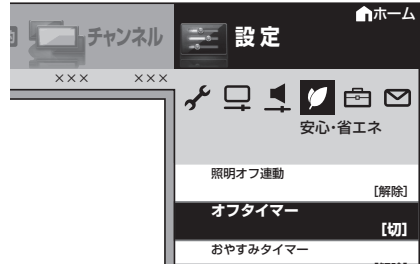 チャンネル
設定
ホーム
××× ×××
安心・省エネ
照明オフ連動
[解除]
オフタイマー
[切]
おやすみタイマー